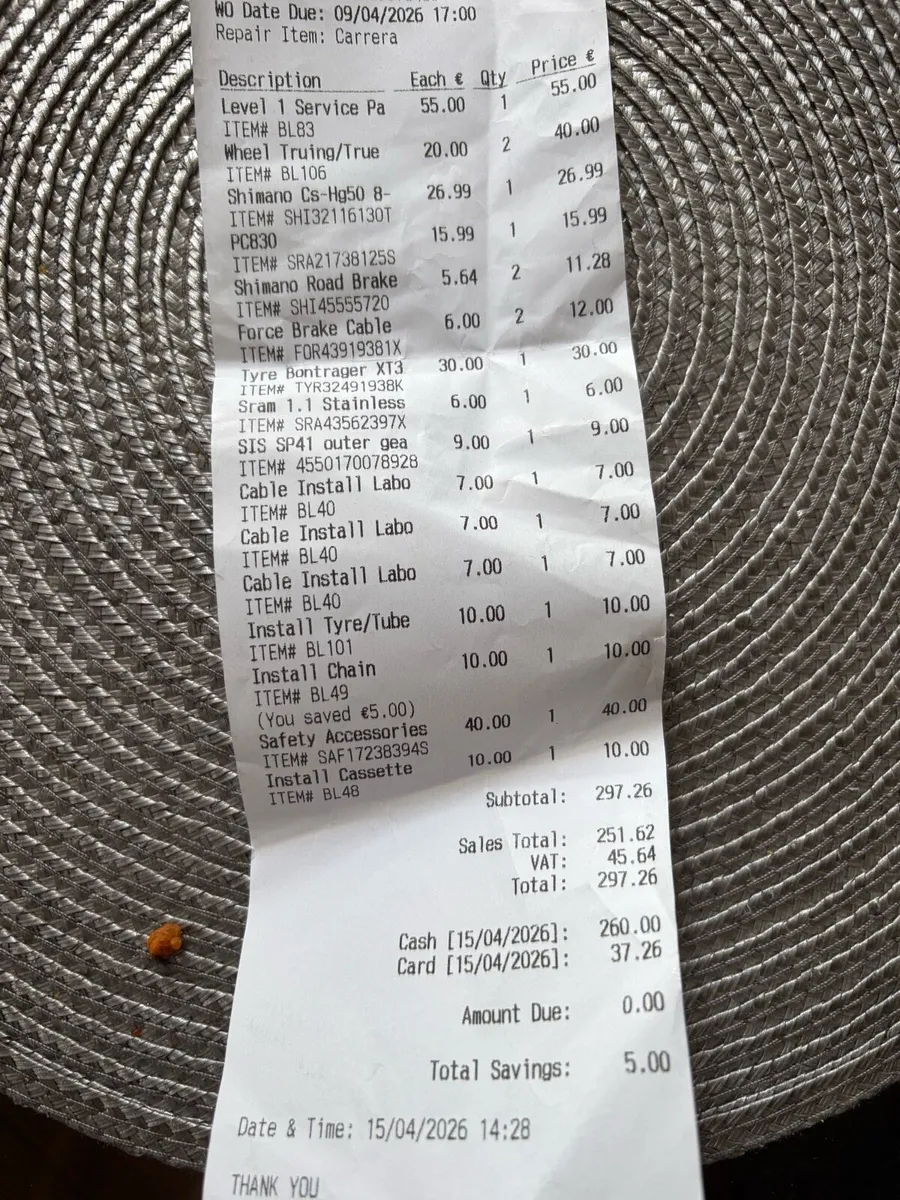 WO Date Due: 09/04/2026 17:00
Repair Item: Carrera
Description Each € Qty Price €
Level 1 Service Pa 55.00 1 55.00
ITEM# BL83
Wheel Truing/True 20.00 2 40.00
ITEM# BL106
Shimano Cs-Hg50 8- 26.99 1 26.99
ITEM# SHI32116130T
PC830 15.99 1 15.99
ITEM# SRA21738125S
Shimano Road Brake 5.64 2 11.28
ITEM# SHI45555720
Force Brake Cable 6.00 2 12.00
ITEM# FOR43919381X
Tyre Bontrager XT3 30.00 1 30.00
ITEM# TYR32491938K
Sram 1.1 Stainless 6.00 1 6.00
ITEM# SRA43562397X
SIS SP41 outer gea 9.00 1 9.00
ITEM# 4550170078928
Cable Install Labo 7.00 1 7.00
ITEM# BL40
Cable Install Labo 7.00 1 7.00
ITEM# BL40
Cable Install Labo 7.00 1 7.00
ITEM# BL40
Install Tyre/Tube 10.00 1 10.00
ITEM# BL101
Install Chain 10.00 1 10.00
ITEM# BL49
(You saved €5.00)
Safety Accessories 40.00 1 40.00
ITEM# SAF17238394S
Install Cassette 10.00 1 10.00
ITEM# BL48
Subtotal: 297.26
Sales Total: 251.62
VAT: 45.64
Total: 297.26
Cash [15/04/2026]: 260.00
Card [15/04/2026]: 37.26
Amount Due: 0.00
Total Savings: 5.00
Date & Time: 15/04/2026 14:28
THANK YOU